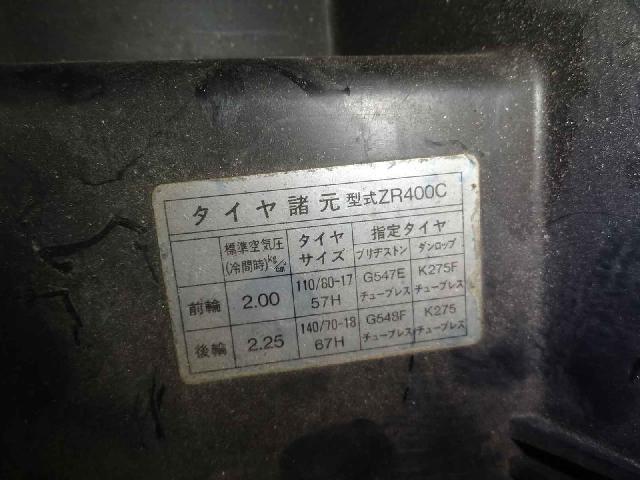 タイヤ諸元 型式ZR400C
標準空気圧 タイヤ 指定タイヤ
(冷間時)kg/cm² サイズ ブリヂストン ダンロップ
前輪 2.00 110/80-17 G547E K275F
57H チューブレス チューブレス
後輪 2.25 140/70-18 G548F K275
67H チューブレス チューブレス